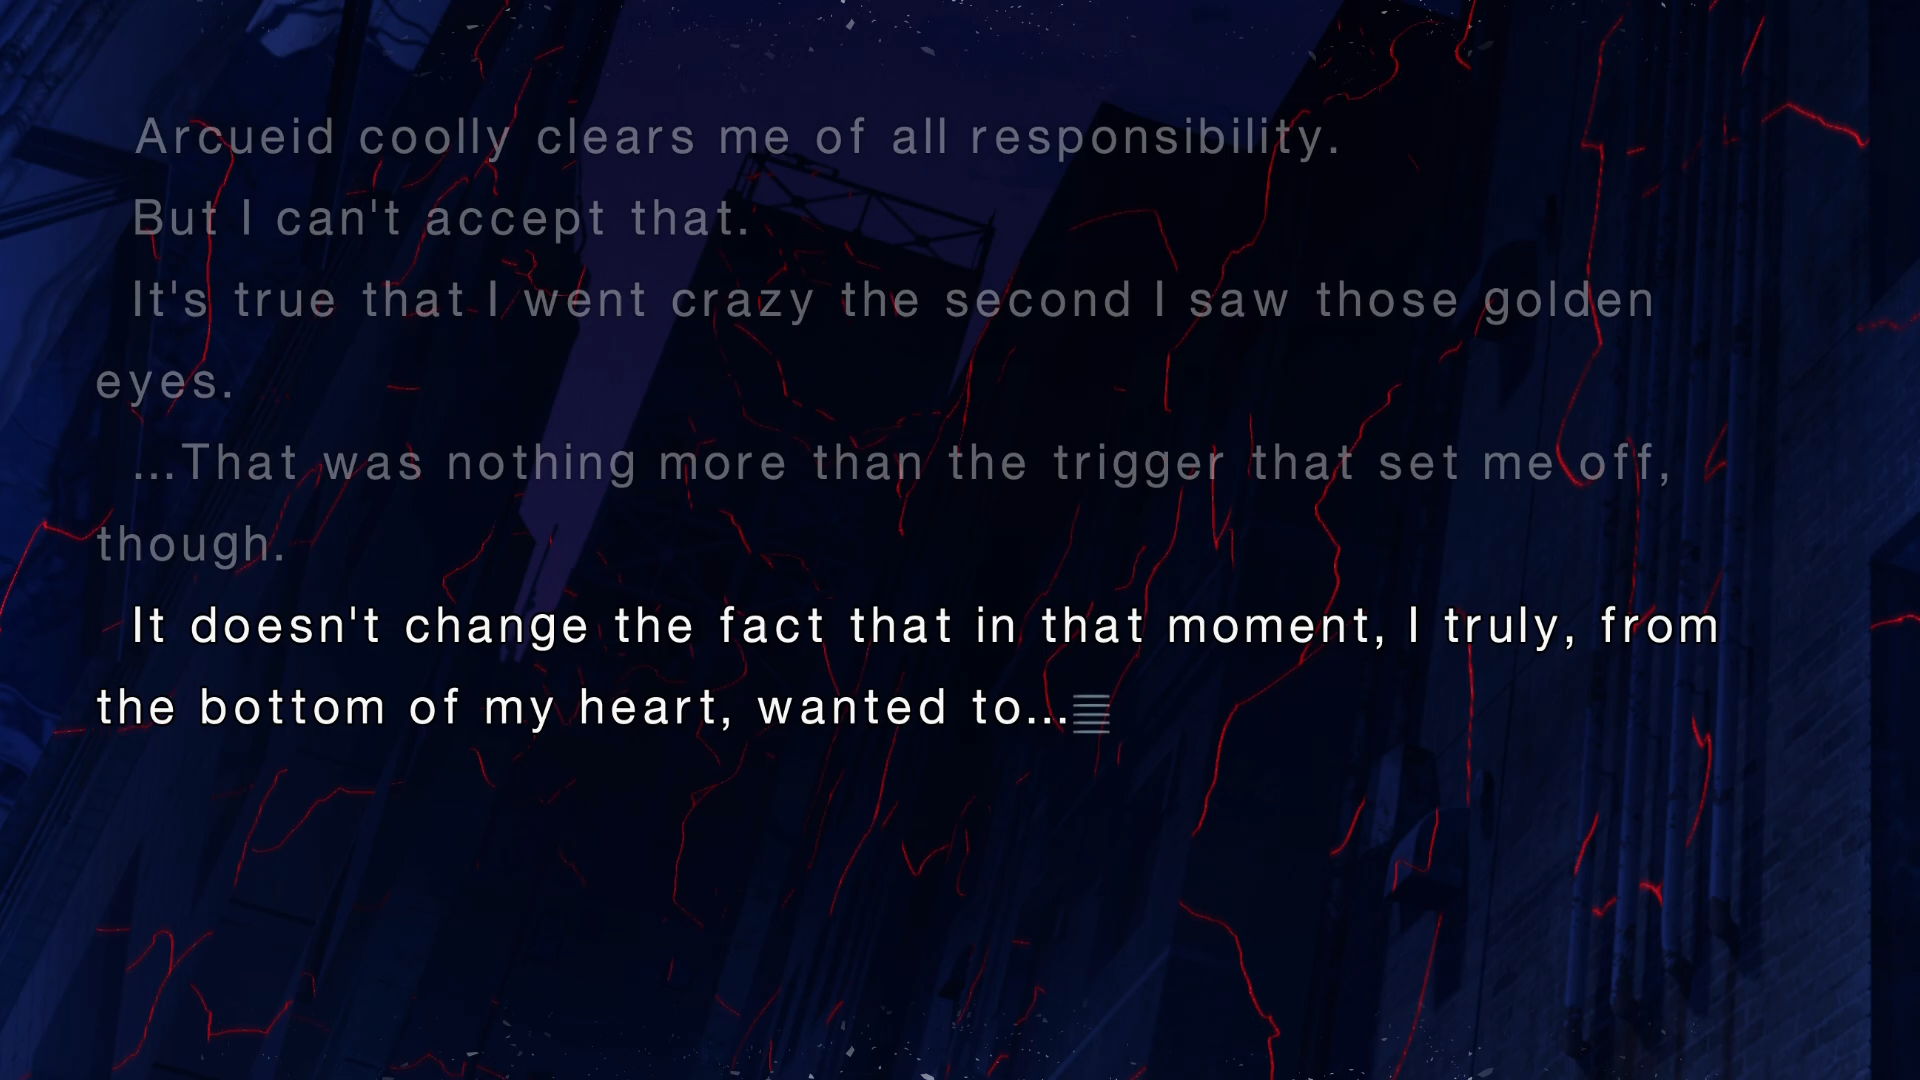 Arcueid coolly clears me of all responsibility.
But I can't accept that.
It's true that I went crazy the second I saw those golden
eyes.
...That was nothing more than the trigger that set me off,
though.
It doesn't change the fact that in that moment, I truly, from
the bottom of my heart, wanted to...